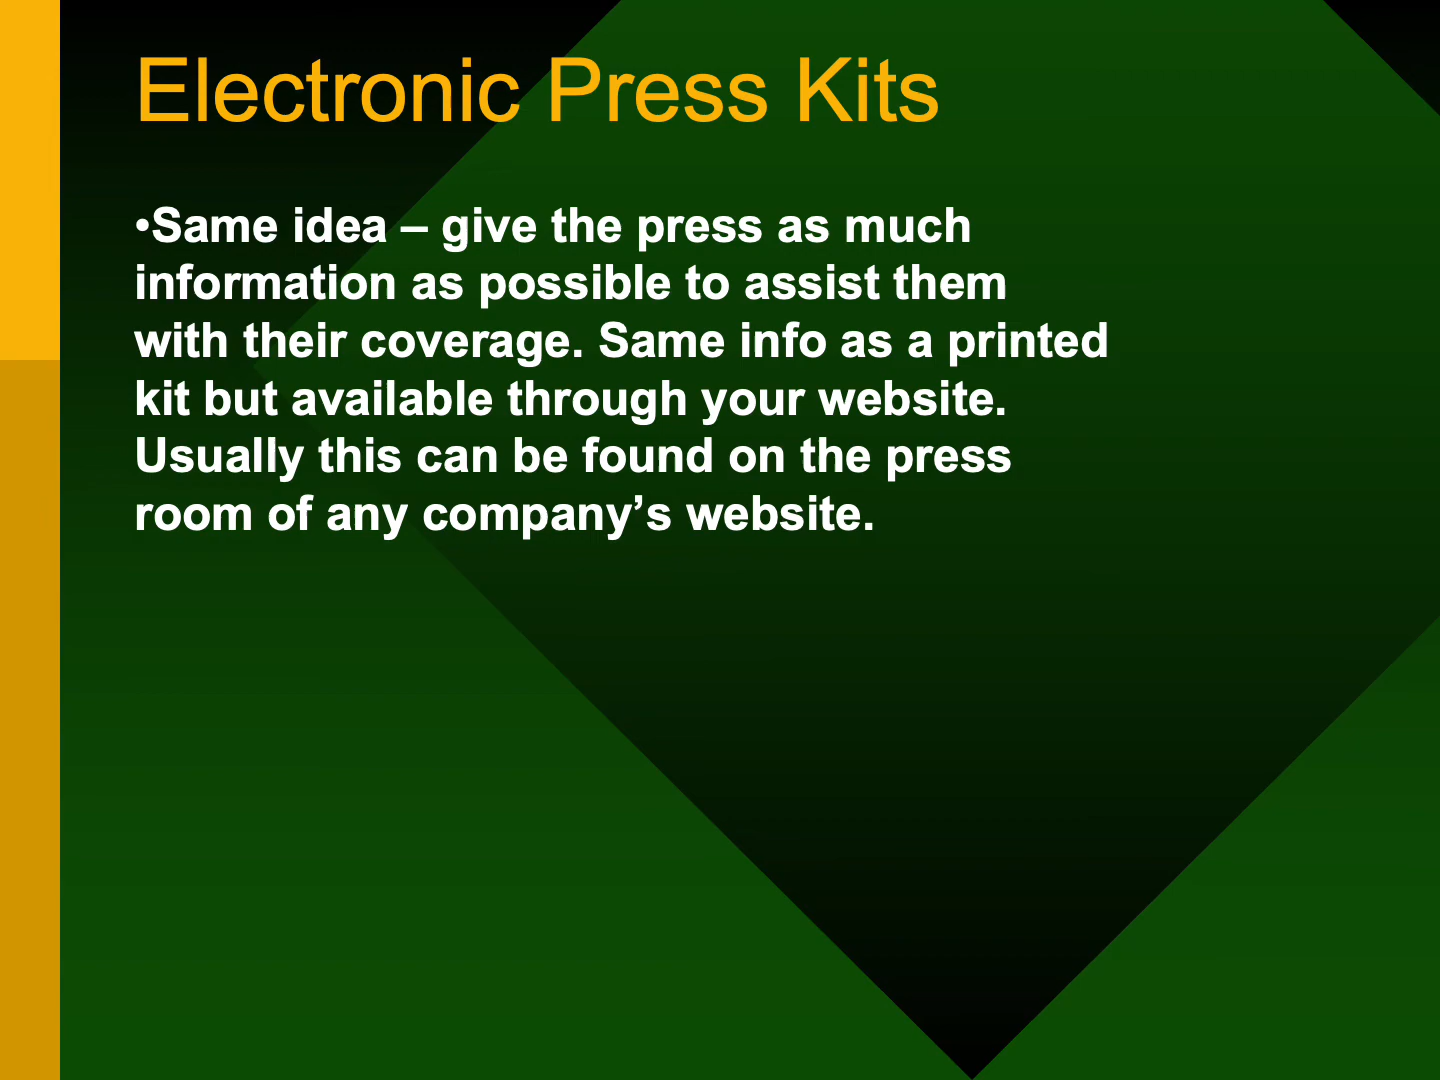 Electronic Press Kits
•Same idea – give the press as much
information as possible to assist them
with their coverage. Same info as a printed
kit but available through your website.
Usually this can be found on the press
room of any company’s website.